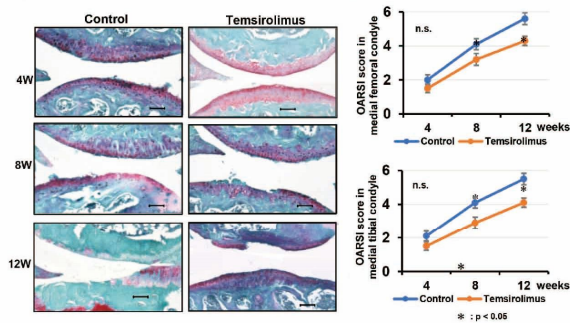 Control Temsirolimus
4W
8W
12W
OARSI score in
medial femoral condyle
6
4
2
0
n.s.
*
*
4 8 12 weeks
Control Temsirolimus
OARSI score in
medial tibial condyle
6
4
2
0
n.s.
*
*
*
4 8 12 weeks
Control Temsirolimus
* : p < 0.05